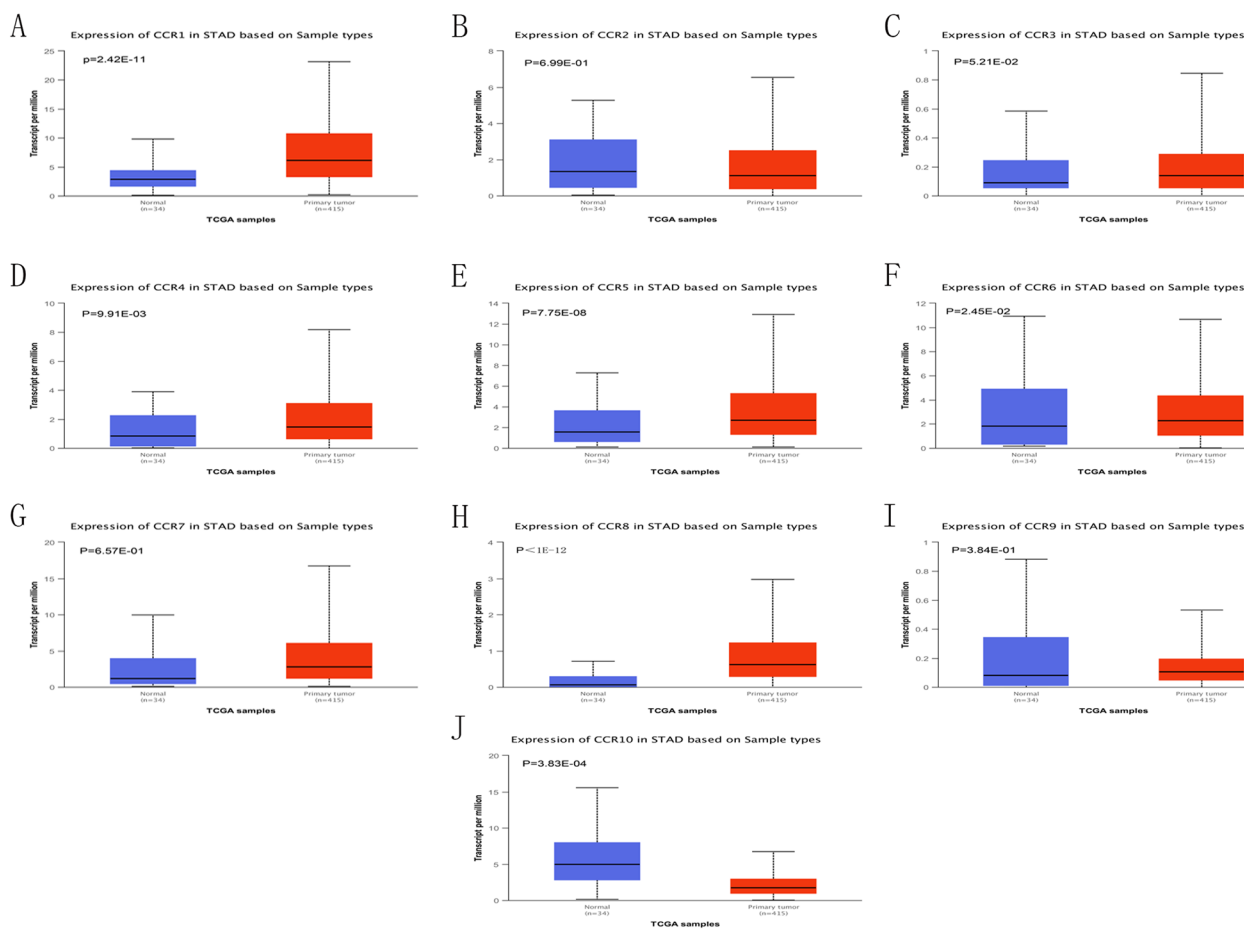 A
Expression of CCR1 in STAD based on Sample types
p=2.42E-11
Transcript per million
25
20
15
10
5
0
Normal
(n=34)
Primary tumor
(n=415)
TCGA samples
B
Expression of CCR2 in STAD based on Sample types
P=6.99E-01
Transcript per million
8
6
4
2
0
Normal
(n=34)
Primary tumor
(n=415)
TCGA samples
C
Expression of CCR3 in STAD based on Sample types
P=5.21E-02
Transcript per million
1
0.8
0.6
0.4
0.2
0
Normal
(n=34)
Primary tumor
(n=415)
TCGA samples
D
Expression of CCR4 in STAD based on Sample types
P=9.91E-03
Transcript per million
10
8
6
4
2
0
Normal
(n=34)
Primary tumor
(n=415)
TCGA samples
E
Expression of CCR5 in STAD based on Sample types
P=7.75E-08
Transcript per million
14
12
10
8
6
4
2
0
Normal
(n=34)
Primary tumor
(n=415)
TCGA samples
F
Expression of CCR6 in STAD based on Sample types
P=2.45E-02
Transcript per million
12
10
8
6
4
2
0
Normal
(n=34)
Primary tumor
(n=415)
TCGA samples
G
Expression of CCR7 in STAD based on Sample types
P=6.57E-01
Transcript per million
20
15
10
5
0
Normal
(n=34)
Primary tumor
(n=415)
TCGA samples
H
Expression of CCR8 in STAD based on Sample types
P<1E-12
Transcript per million
4
3
2
1
0
Normal
(n=34)
Primary tumor
(n=415)
TCGA samples
I
Expression of CCR9 in STAD based on Sample types
P=3.84E-01
Transcript per million
1
0.8
0.6
0.4
0.2
0
Normal
(n=34)
Primary tumor
(n=415)
TCGA samples
J
Expression of CCR10 in STAD based on Sample types
P=3.83E-04
Transcript per million
20
15
10
5
0
Normal
(n=34)
Primary tumor
(n=415)
TCGA samples